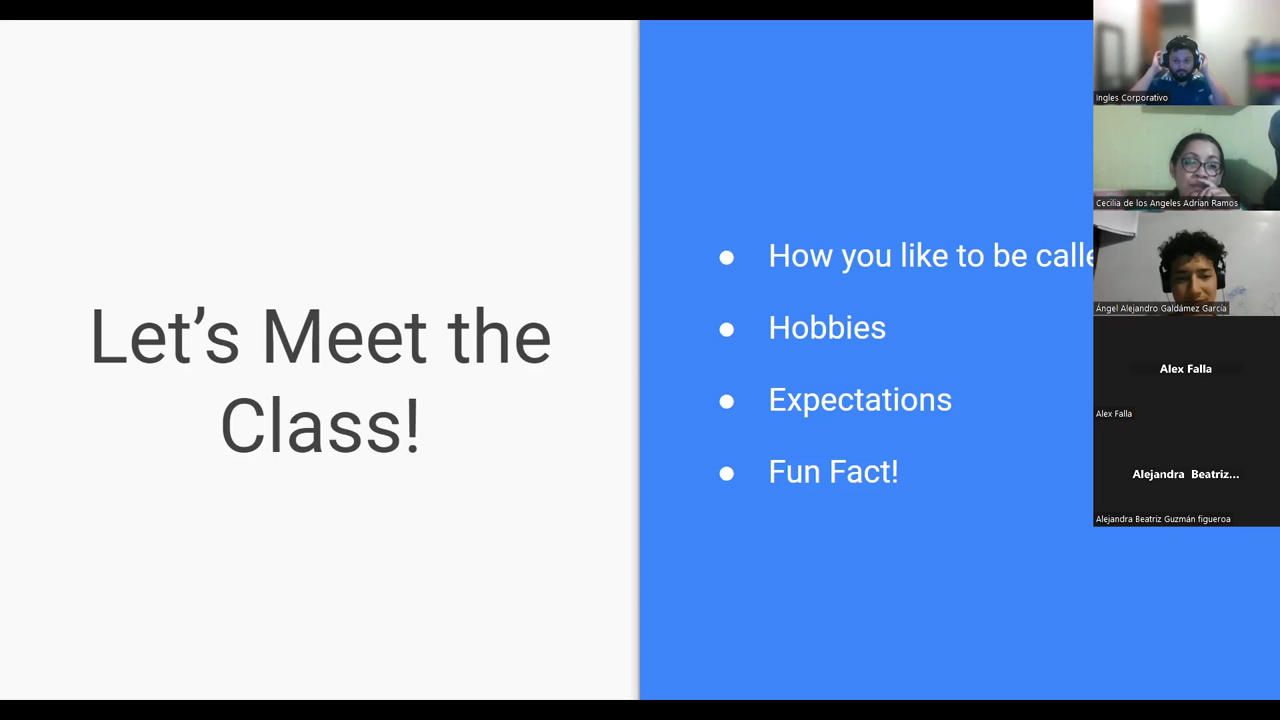 Let’s Meet the
Class!
● How you like to be calle
● Hobbies
● Expectations
● Fun Fact!
Ingles Corporativo
Cecilia de los Angeles Adrian Ramos
Ángel Alejandro Galdámez García
Alex Falla
Alex Falla
Alejandra Beatriz...
Alejandra Beatriz Guzmán figueroa